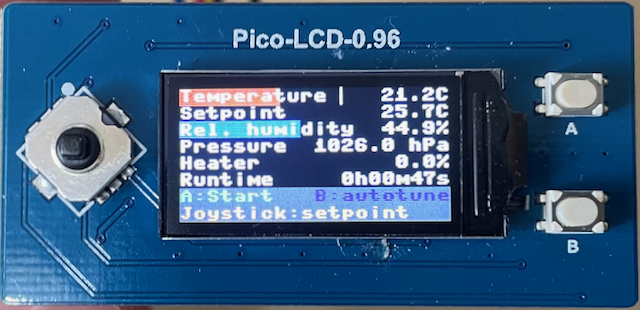 Pico-LCD-0.96
Temperature | 21.2C
Setpoint 25.7C
Rel. humidity 44.9%
Pressure 1026.0 hPa
Heater 0.0%
Runtime 0h00m47s
A:Start B:autotune
Joystick:setpoint
A
B